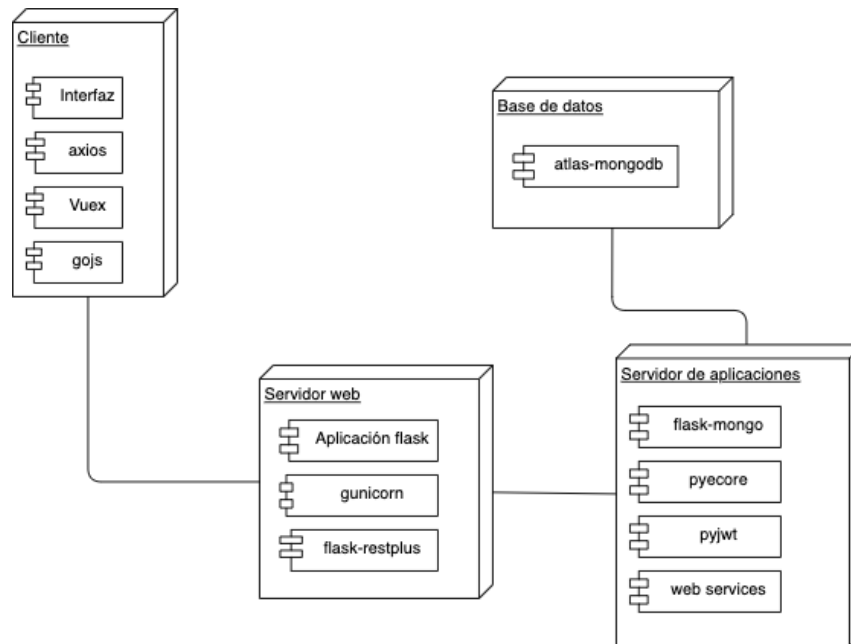 Cliente
Interfaz
axios
Vuex
gojs
Base de datos
atlas-mongodb
Servidor web
Aplicación flask
gunicorn
flask-restplus
Servidor de aplicaciones
flask-mongo
pyecore
pyjwt
web services